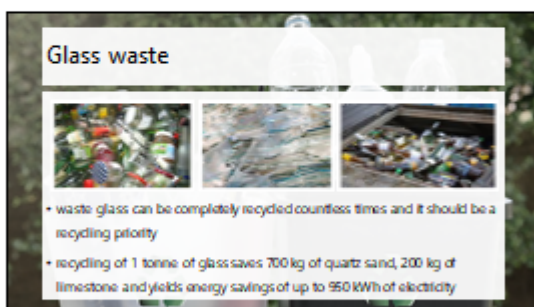 Glass waste
• waste glass can be completely recycled countless times and it should be a
recycling priority
• recycling of 1 tonne of glass saves 700 kg of quartz sand, 200 kg of
limestone and yields energy savings of up to 950 kWh of electricity